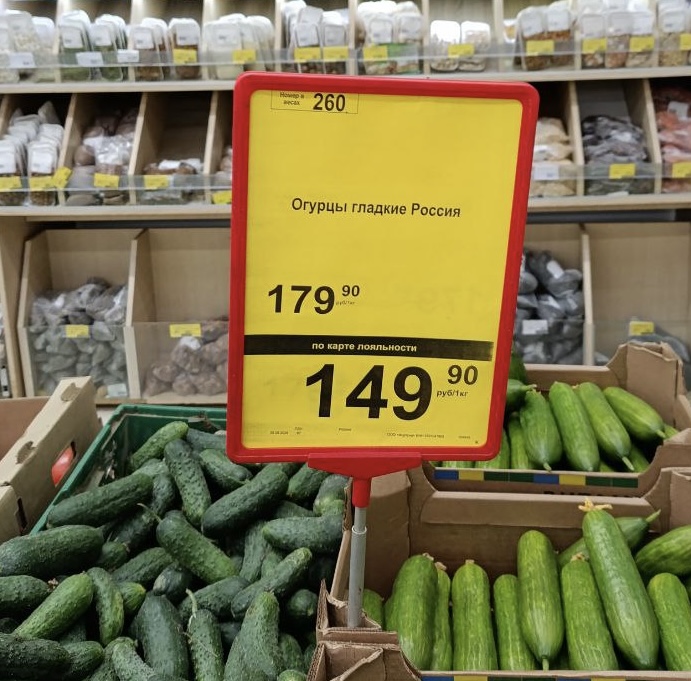 Номер в
весах
260
Огурцы гладкие Россия
179 90
руб/1кг
по карте лояльности
149 90
руб/1кг